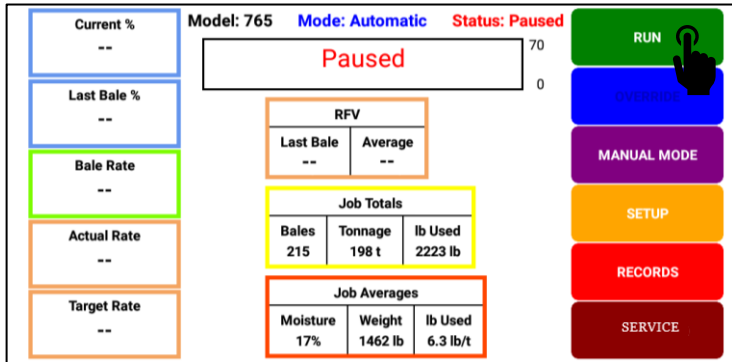 Model: 765 Mode: Automatic Status: Paused
Current %
--
Last Bale %
--
Bale Rate
--
Actual Rate
--
Target Rate
--
Paused
70
0
RFV
Last Bale Average
-- --
Job Totals
Bales Tonnage lb Used
215 198 t 2223 lb
Job Averages
Moisture Weight lb Used
17% 1462 lb 6.3 lb/t
RUN
OVERRIDE
MANUAL MODE
SETUP
RECORDS
SERVICE